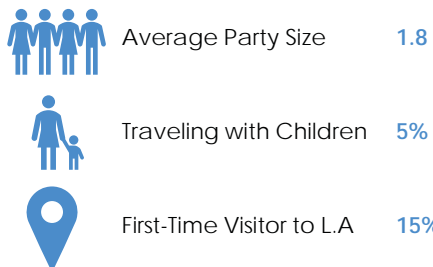 Average Party Size 1.8
Traveling with Children 5%
First-Time Visitor to L.A 15%